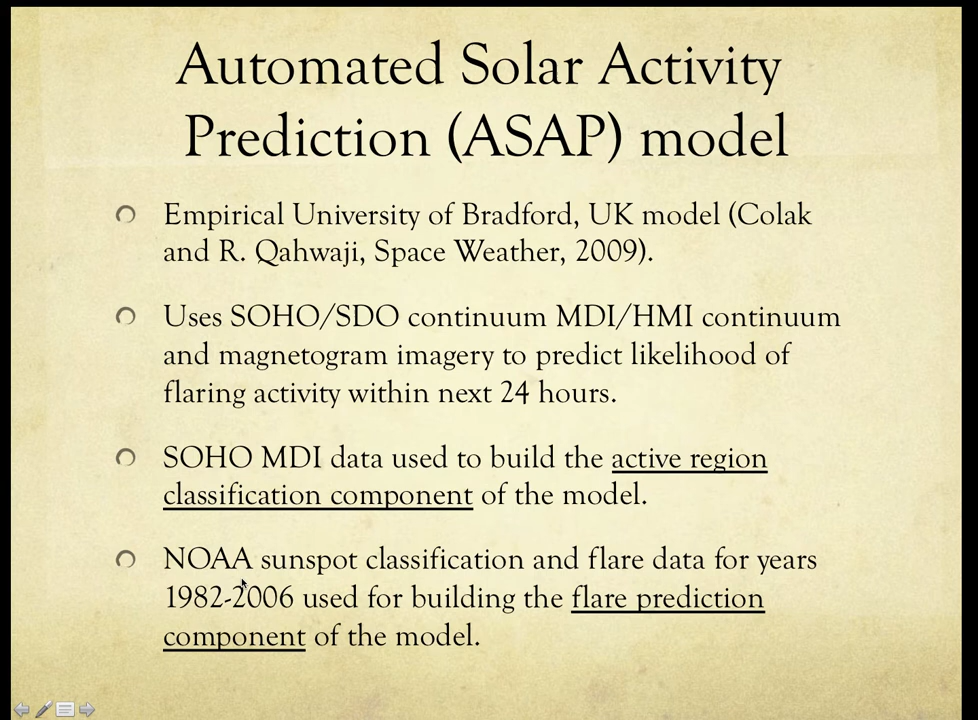 Automated Solar Activity
Prediction (ASAP) model
Empirical University of Bradford, UK model (Colak
and R. Qahwaji, Space Weather, 2009).
Uses SOHO/SDO continuum MDI/HMI continuum
and magnetogram imagery to predict likelihood of
flaring activity within next 24 hours.
SOHO MDI data used to build the active region
classification component of the model.
NOAA sunspot classification and flare data for years
1982-2006 used for building the flare prediction
component of the model.